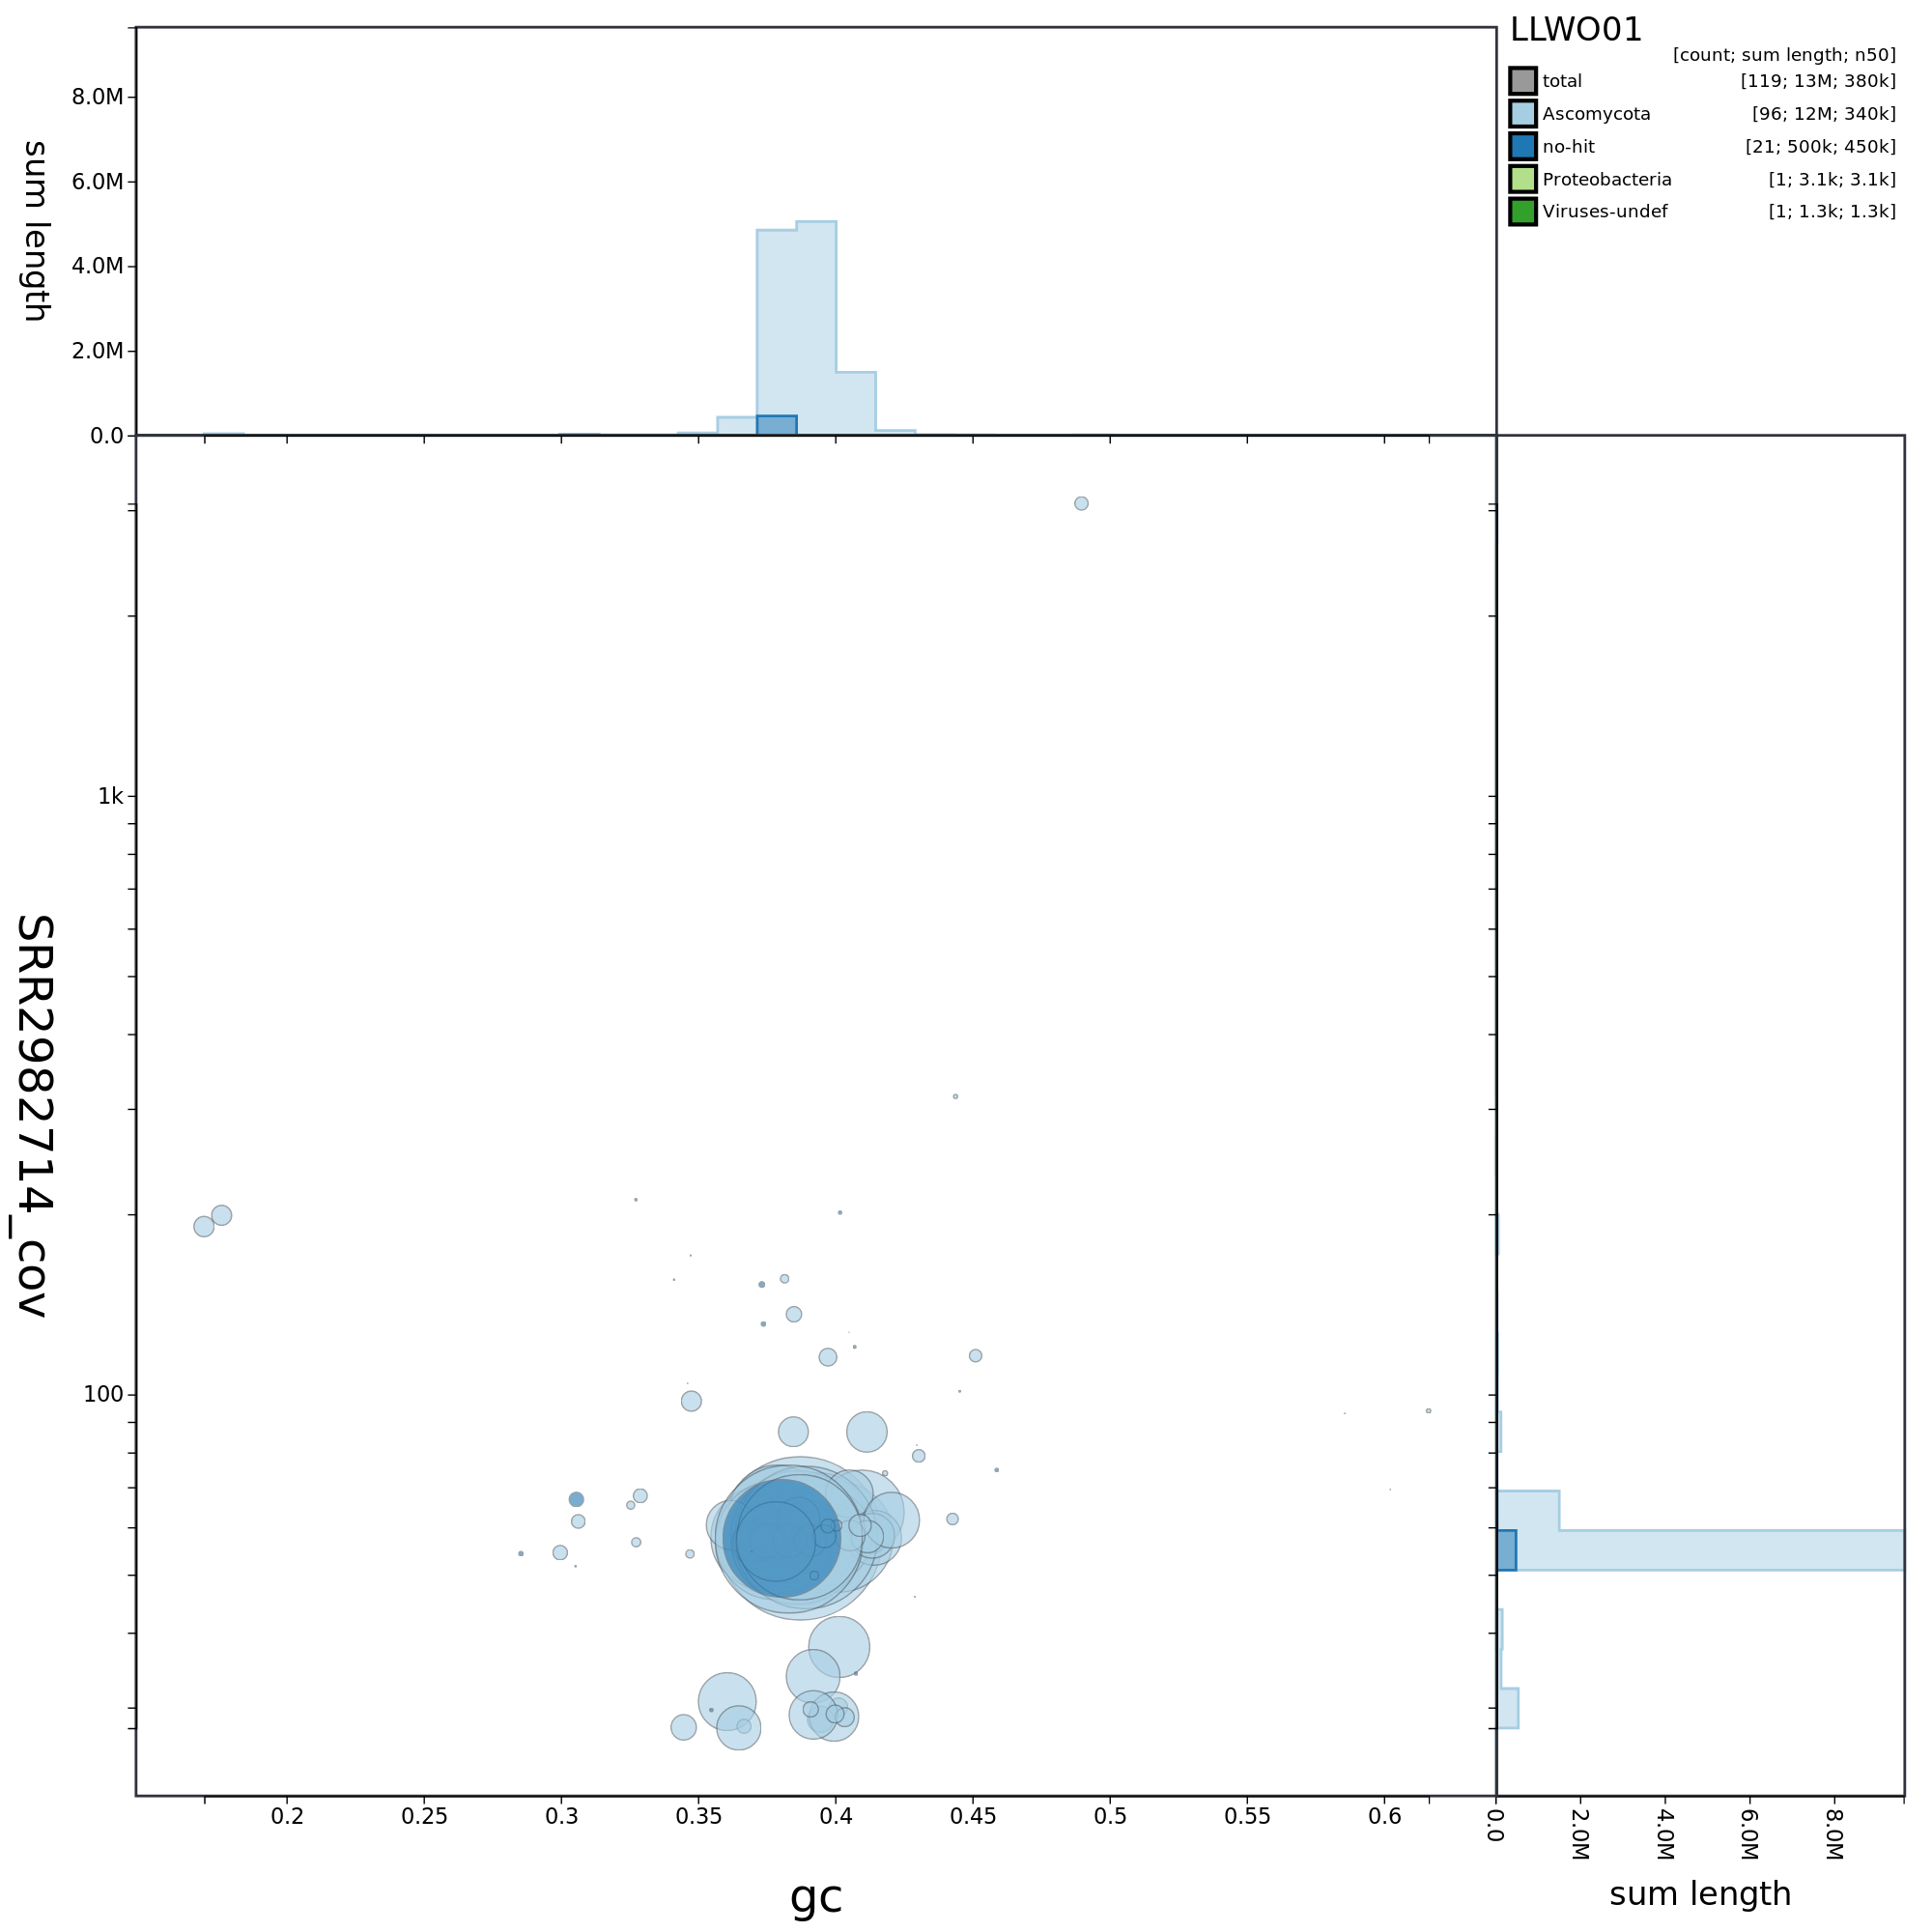 LLWO01
[count; sum length; n50]
total [119; 13M; 380k]
Ascomycota [96; 12M; 340k]
no-hit [21; 500k; 450k]
Proteobacteria [1; 3.1k; 3.1k]
Viruses-undef [1; 1.3k; 1.3k]
sum length
8.0M
6.0M
4.0M
2.0M
0.0
SRR2982714_cov
1k
100
0.2 0.25 0.3 0.35 0.4 0.45 0.5 0.55 0.6
gc
0.0 2.0M 4.0M 6.0M 8.0M
sum length